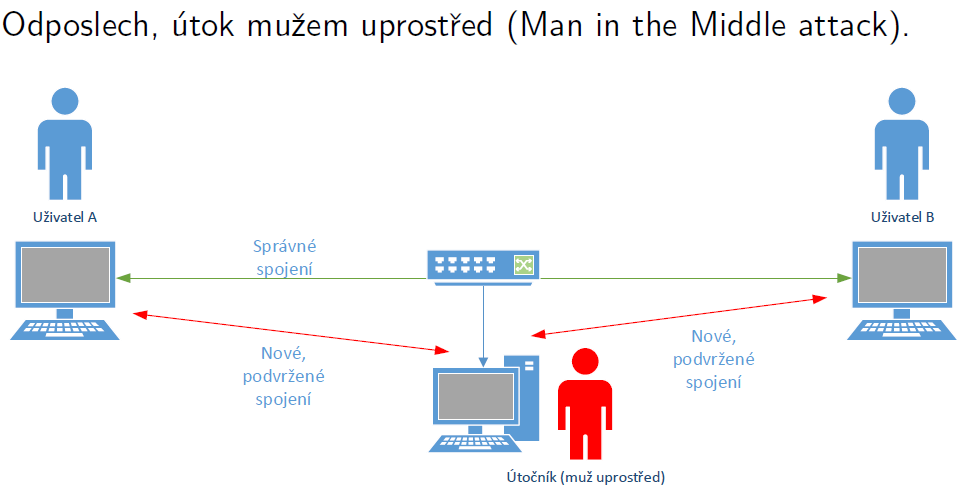 Odposlech, útok mužem uprostřed (Man in the Middle attack).
Uživatel A
Uživatel B
Správné
spojení
Nové,
podvržené
spojení
Nové,
podvržené
spojení
Útočník (muž uprostřed)